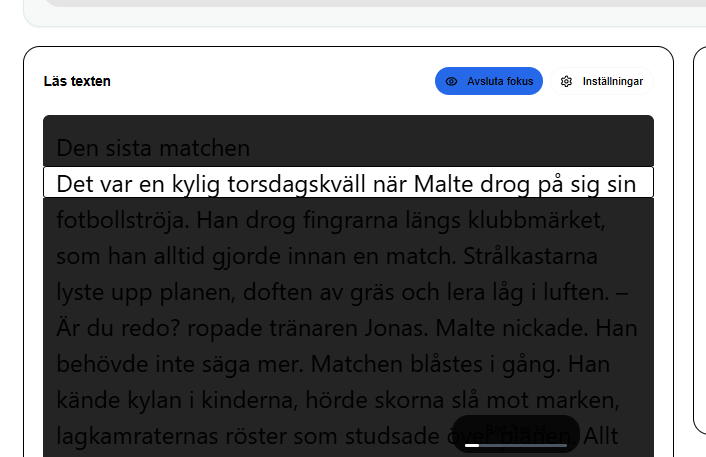 Läs texten
Avsluta fokus
Inställningar
Den sista matchen
Det var en kylig torsdagskväll när Malte drog på sig sin
fotbollströja. Han drog fingrarna längs klubbmärket,
som han alltid gjorde innan en match. Strålkastarna
lyste upp planen, doften av gräs och lera låg i luften. –
Är du redo? ropade tränaren Jonas. Malte nickade. Han
behövde inte säga mer. Matchen blåstes i gång. Han
kände kylan i kinderna, hörde skorna slå mot marken,
lagkamraternas röster som studsade över planen. Allt